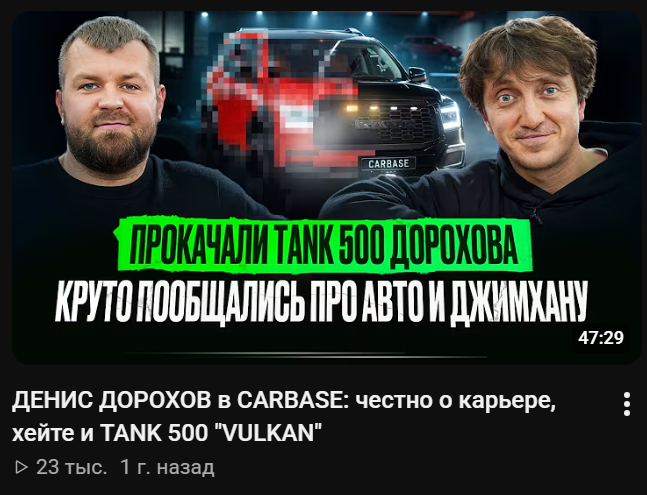 CARBASE
ПРОКАЧАЛИ TANK 500 ДОРОХОВА
КРУТО ПООБЩАЛИСЬ ПРО АВТО И ДЖИМХАНУ
47:29
ДЕНИС ДОРОХОВ в CARBASE: честно о карьере,
хейте и TANK 500 "VULKAN"
23 тыс. 1 г. назад